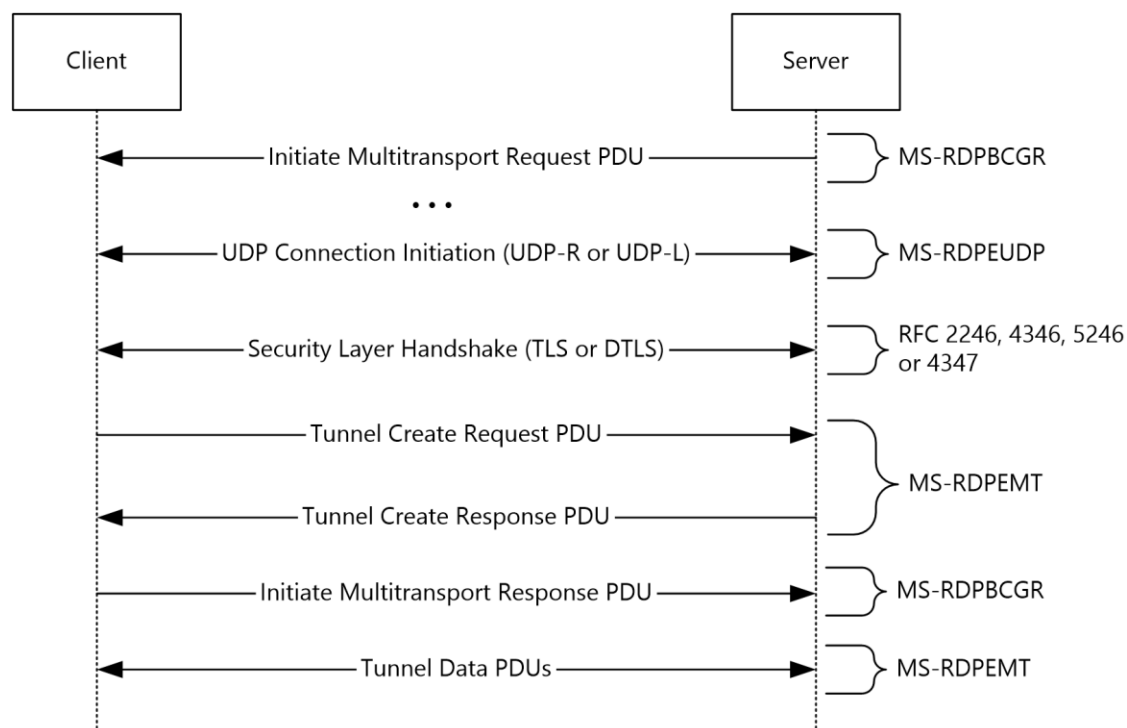 Client
Server
Initiate Multitransport Request PDU
MS-RDPBCGR
...
UDP Connection Initiation (UDP-R or UDP-L)
MS-RDPEUDP
Security Layer Handshake (TLS or DTLS)
RFC 2246, 4346, 5246
or 4347
Tunnel Create Request PDU
MS-RDPEMT
Tunnel Create Response PDU
Initiate Multitransport Response PDU
MS-RDPBCGR
Tunnel Data PDUs
MS-RDPEMT